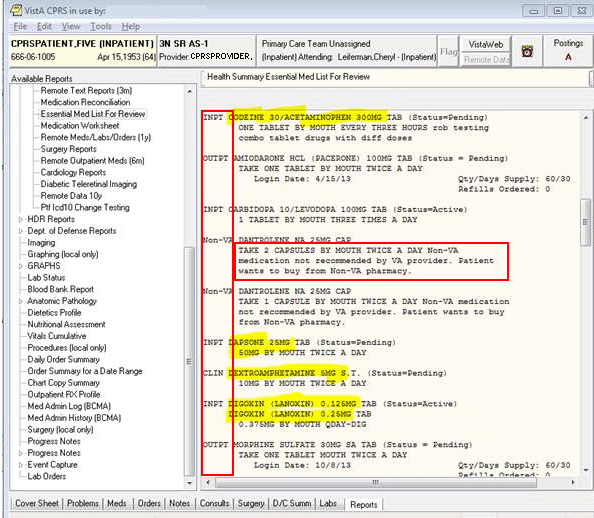 VistA CPRS in use by:
File Edit View Tools Help
CPRSPATIENT,FIVE (INPATIENT) 3N SR AS-1 Primary Care Team Unassigned Flag VistaWeb Postings
666-06-1005 Apr 15,1953 (64) Provider: CPRSPROVIDER, (Inpatient) Attending: Leiferman,Cheryl - (Inpatient) Remote Data A
Available Reports
Remote Text Reports (3m)
Medication Reconciliation
Essential Med List For Review
Medication Worksheet
Remote Meds/Labs/Orders (1y)
Surgery Reports
Remote Outpatient Meds (6m)
Cardiology Reports
Diabetic Teleretinal Imaging
Remote Data 10y
Ptf Icd10 Change Testing
HDR Reports
Dept. of Defense Reports
Imaging
Graphing (local only)
GRAPHS
Lab Status
Blood Bank Report
Anatomic Pathology
Dietetics Profile
Nutritional Assessment
Vitals Cumulative
Procedures (local only)
Daily Order Summary
Order Summary for a Date Range
Chart Copy Summary
Outpatient RX Profile
Med Admin Log (BCMA)
Med Admin History (BCMA)
Surgery (local only)
Progress Notes
Progress Notes
Event Capture
Lab Orders
Health Summary Essential Med List For Review
INPT CODEINE 30/ACETAMINOPHEN 300MG TAB (Status=Pending)
ONE TABLET BY MOUTH EVERY THREE HOURS rob testing
combo tablet drugs with diff doses
OUTPT AMIODARONE HCL (PACERONE) 100MG TAB (Status = Pending)
TAKE ONE TABLET BY MOUTH TWICE A DAY
Login Date: 4/15/13 Qty/Days Supply: 60/30
Refills Ordered: 0
INPT CARBIDOPA 10/LEVODOPA 100MG TAB (Status=Active)
1 TABLET BY MOUTH THREE TIMES A DAY
Non-VA DANTROLENE NA 25MG CAP
TAKE 2 CAPSULES BY MOUTH TWICE A DAY Non-VA
medication not recommended by VA provider. Patient
wants to buy from Non-VA pharmacy.
Non-VA DANTROLENE NA 25MG CAP
TAKE 1 CAPSULE BY MOUTH TWICE A DAY Non-VA medication
not recommended by VA provider. Patient wants to buy
from Non-VA pharmacy.
INPT DAPSONE 25MG TAB (Status=Pending)
50MG BY MOUTH TWICE A DAY
CLIN DEXTROAMPHETAMINE 5MG S.T. (Status=Pending)
10MG BY MOUTH TWICE A DAY
INPT DIGOXIN (LANOXIN) 0.125MG TAB (Status=Active)
DIGOXIN (LANOXIN) 0.25MG TAB
0.375MG BY MOUTH QDAY-DIG
OUTPT MORPHINE SULFATE 30MG SA TAB (Status = Pending)
TAKE ONE TABLET MOUTH TWICE A DAY
Login Date: 10/8/13 Qty/Days Supply: 60/30
Refills Ordered: 0
Cover Sheet Problems Meds Orders Notes Consults Surgery D/C Summ Labs Reports